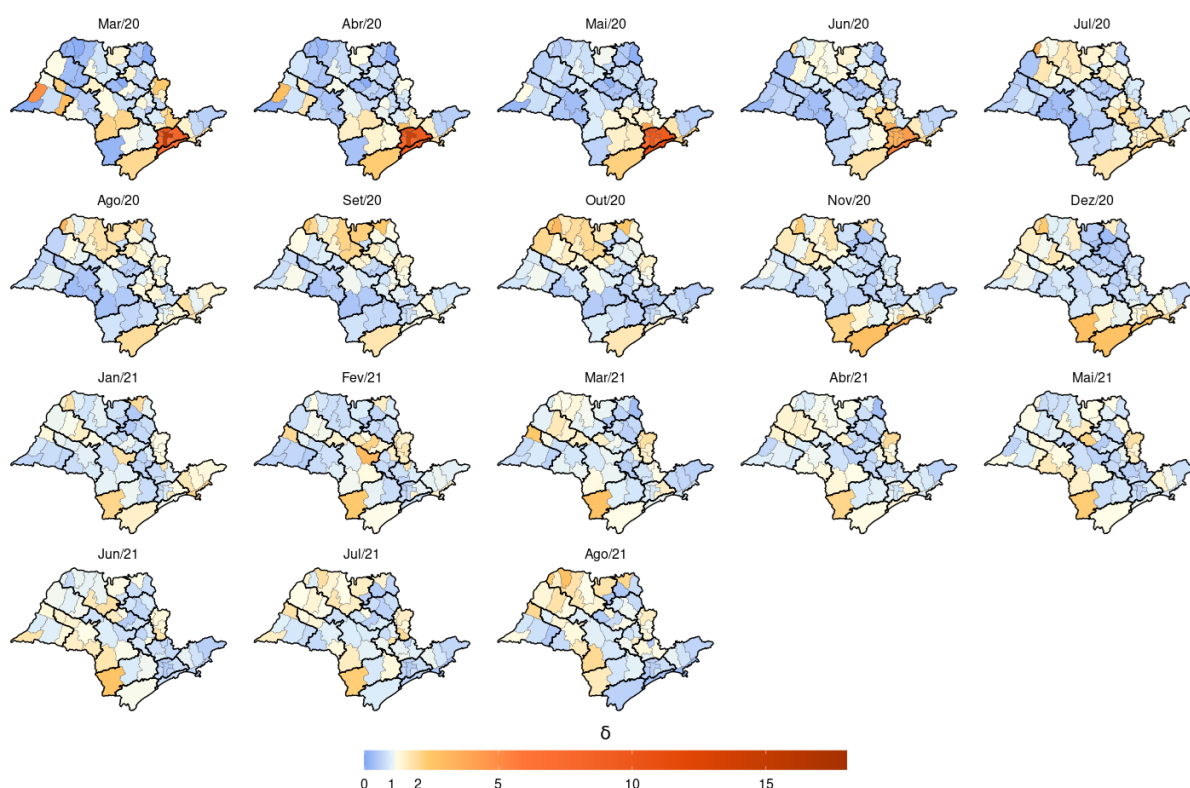 Mar/20 Abr/20 Mai/20 Jun/20 Jul/20
Ago/20 Set/20 Out/20 Nov/20 Dez/20
Jan/21 Fev/21 Mar/21 Abr/21 Mai/21
Jun/21 Jul/21 Ago/21
δ
0 1 2 5 10 15